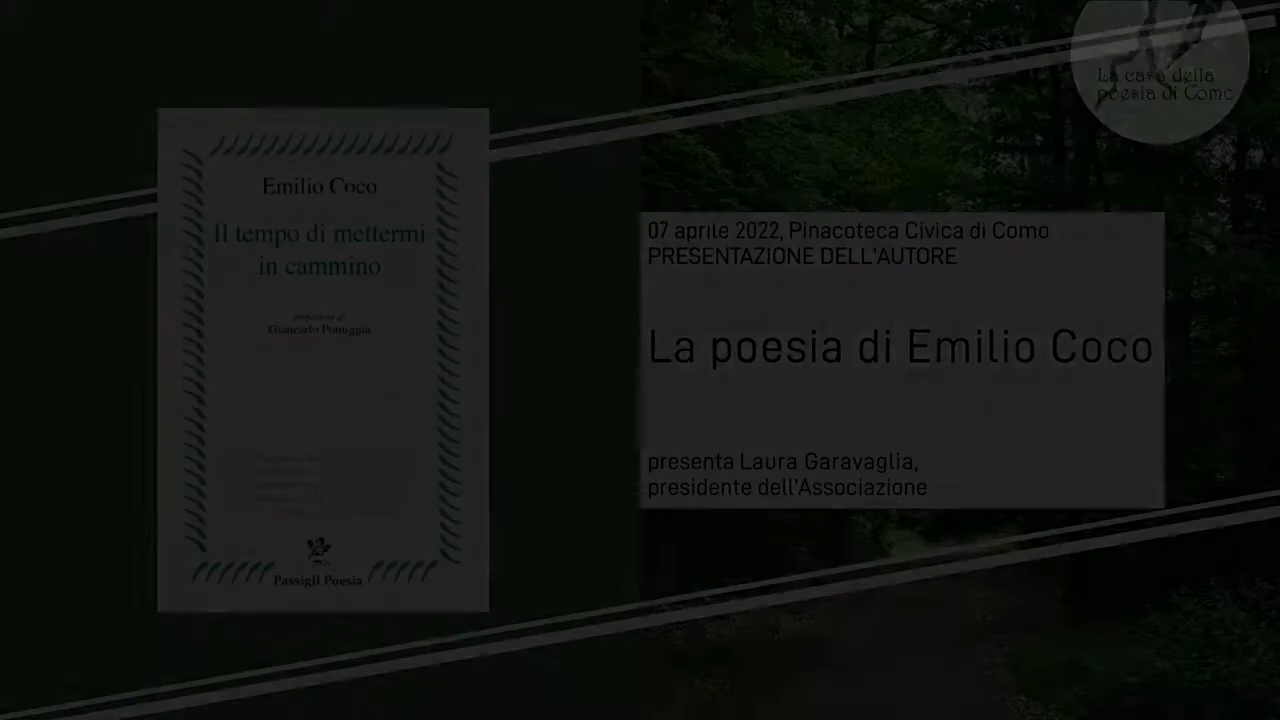 La casa della
poesia di Como
Emilio Coco
Il tempo di mettermi
in cammino
prefazione di
Giancarlo Pontiggia
Passigli Poesia
07 aprile 2022, Pinacoteca Civica di Como
PRESENTAZIONE DELL'AUTORE
La poesia di Emilio Coco
presenta Laura Garavaglia,
presidente dell'Associazione